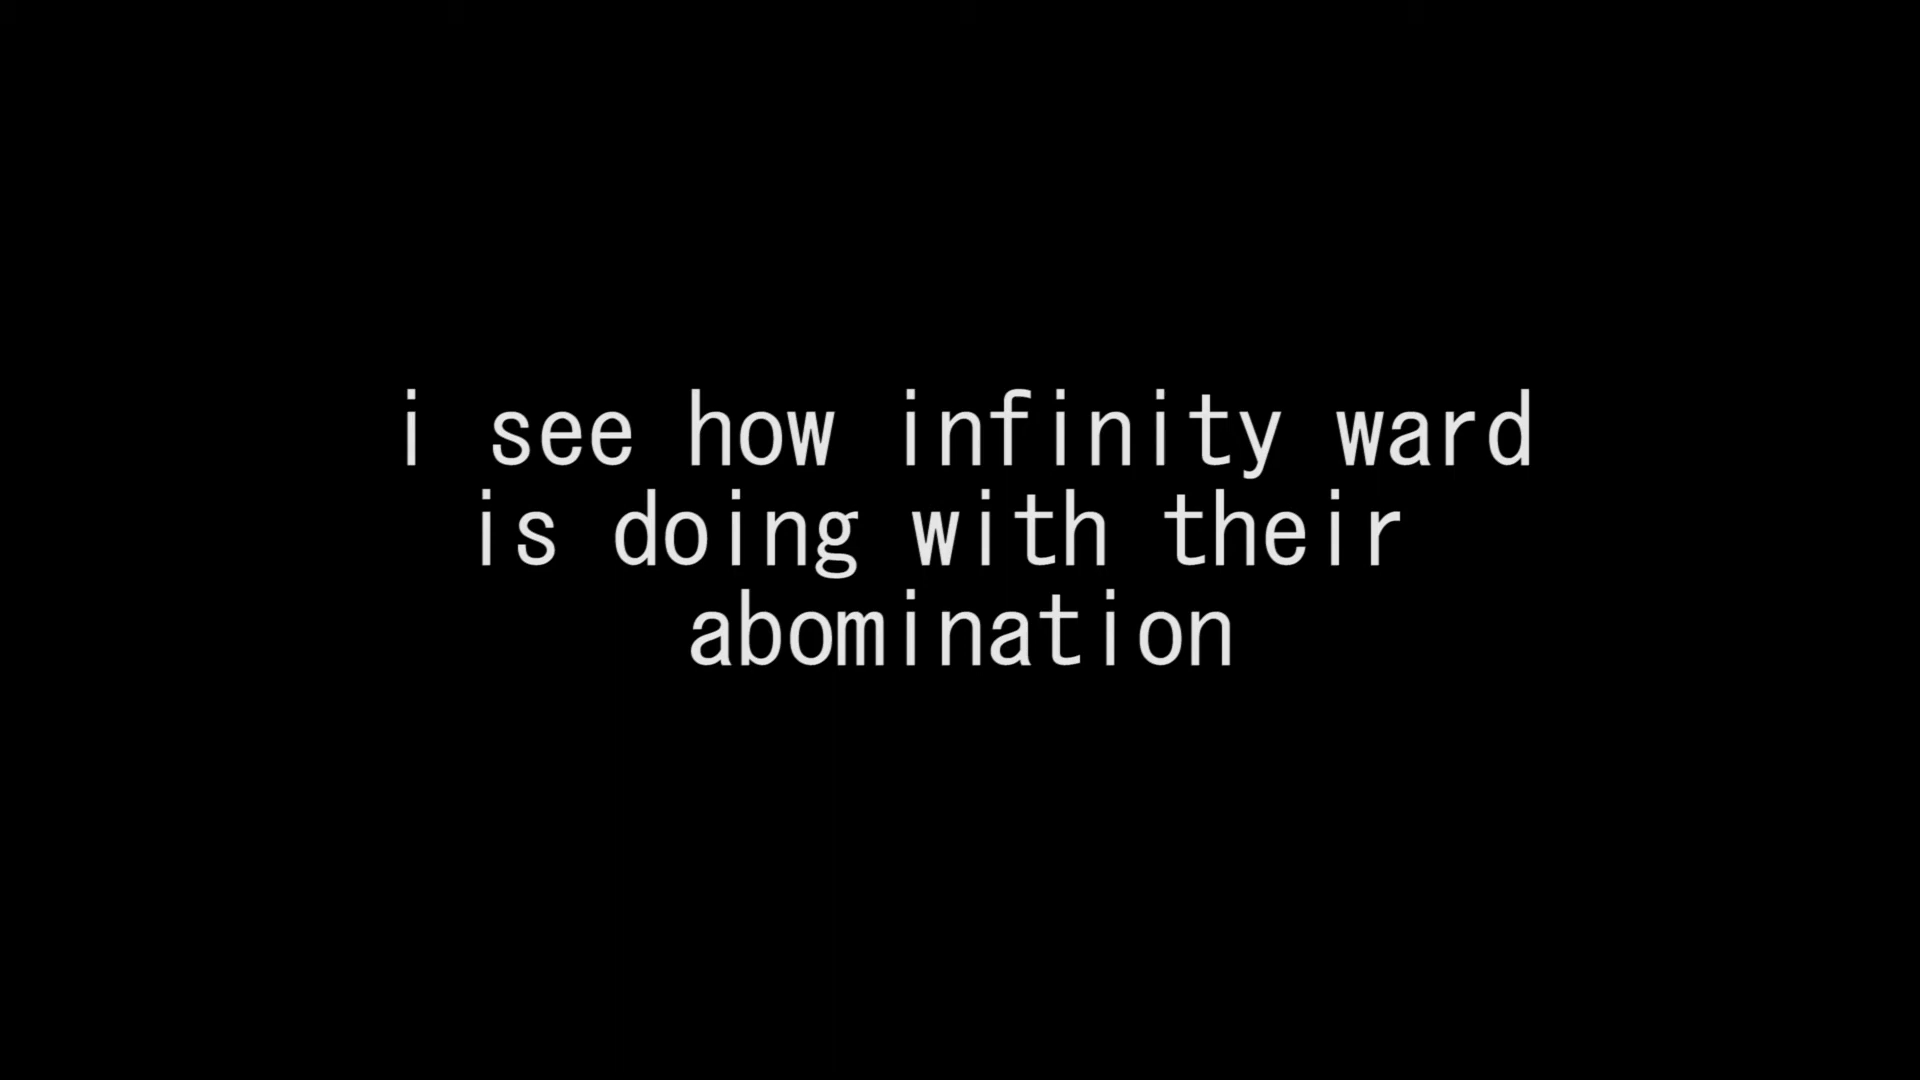 i see how infinity ward
is doing with their
abomination